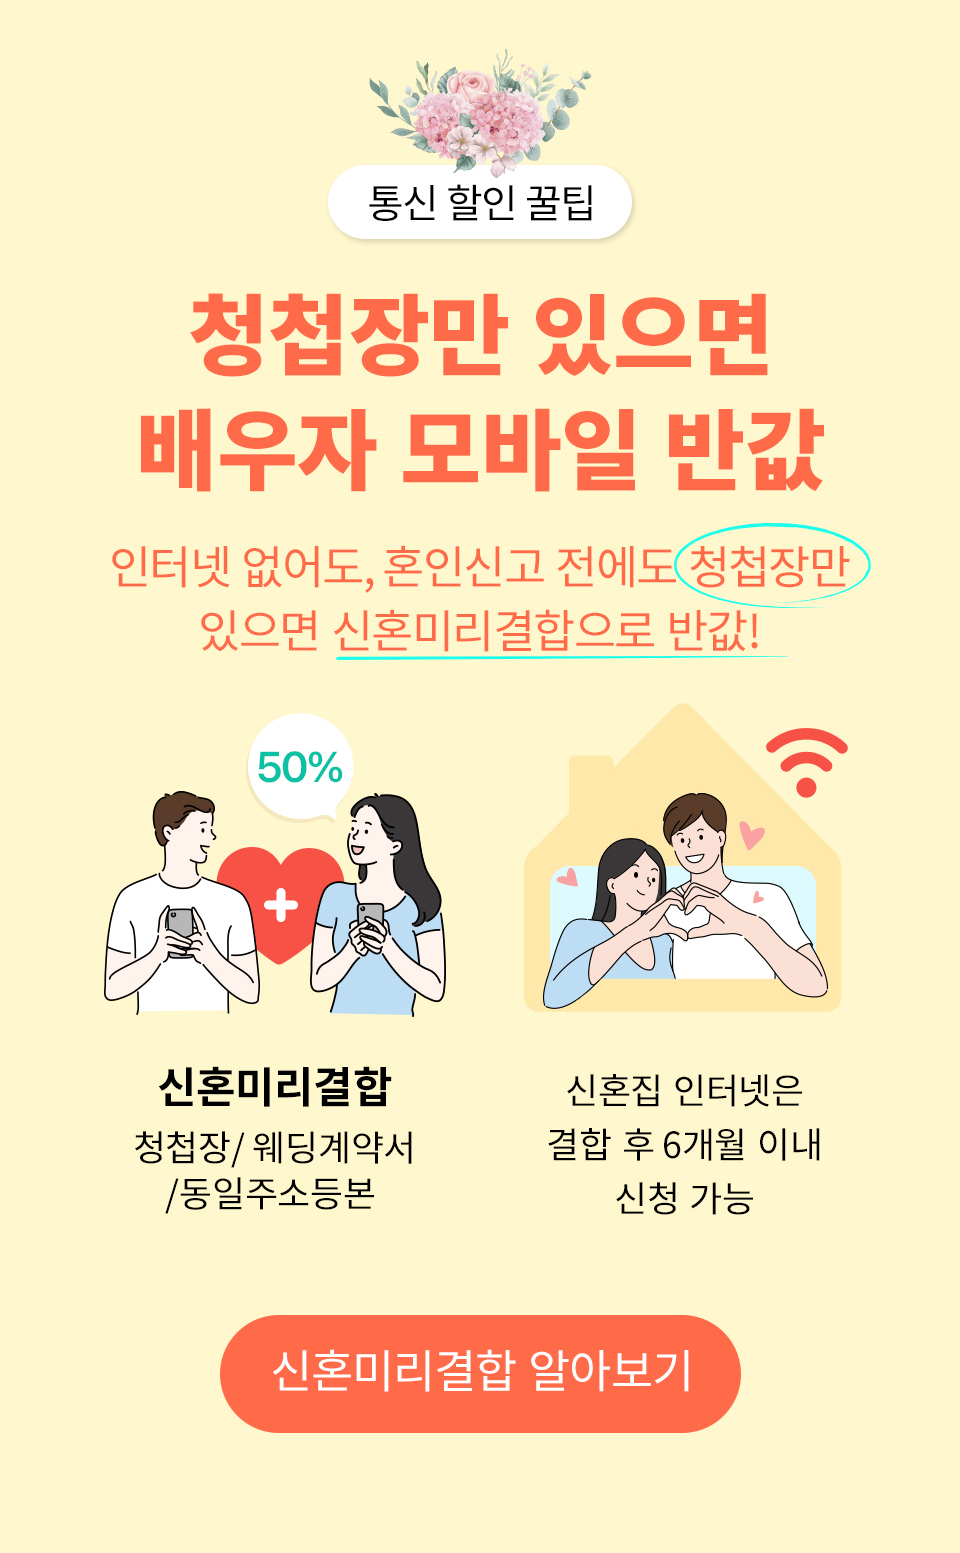 통신 할인 꿀팁
청첩장만 있으면
배우자 모바일 반값
인터넷 없어도, 혼인신고 전에도 청첩장만
있으면 신혼미리결합으로 반값!
50%
신혼미리결합
청첩장/ 웨딩계약서
/동일주소등본
신혼집 인터넷은
결합 후 6개월 이내
신청 가능
신혼미리결합 알아보기